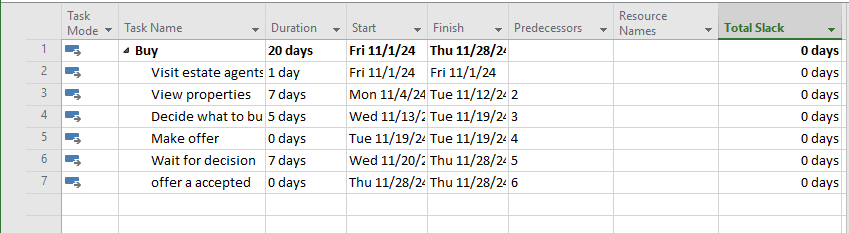 Task Mode Task Name Duration Start Finish Predecessors Resource Names Total Slack
1 Buy 20 days Fri 11/1/24 Thu 11/28/24 0 days
2 Visit estate agents 1 day Fri 11/1/24 Fri 11/1/24 0 days
3 View properties 7 days Mon 11/4/24 Tue 11/12/24 2 0 days
4 Decide what to bu 5 days Wed 11/13/2 Tue 11/19/24 3 0 days
5 Make offer 0 days Tue 11/19/24 Tue 11/19/24 4 0 days
6 Wait for decision 7 days Wed 11/20/2 Thu 11/28/24 5 0 days
7 offer a accepted 0 days Thu 11/28/24 Thu 11/28/24 6 0 days